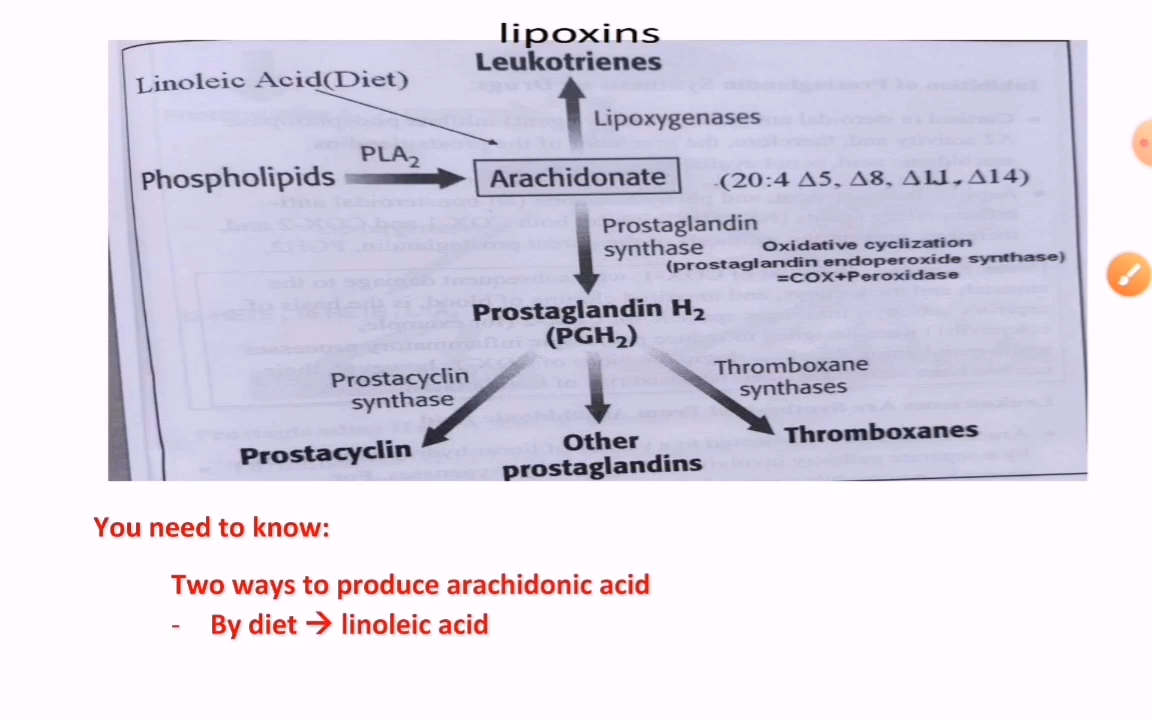 lipoxins
Leukotrienes
Linoleic Acid(Diet)
Lipoxygenases
PLA₂
Phospholipids
Arachidonate
(20:4 Δ5, Δ8, Δ11, Δ14)
Prostaglandin
synthase
Oxidative cyclization
(prostaglandin endoperoxide synthase)
=COX+Peroxidase
Prostaglandin H₂
(PGH₂)
Prostacyclin
synthase
Thromboxane
synthases
Prostacyclin
Other
prostaglandins
Thromboxanes
You need to know:
Two ways to produce arachidonic acid
- By diet → linoleic acid